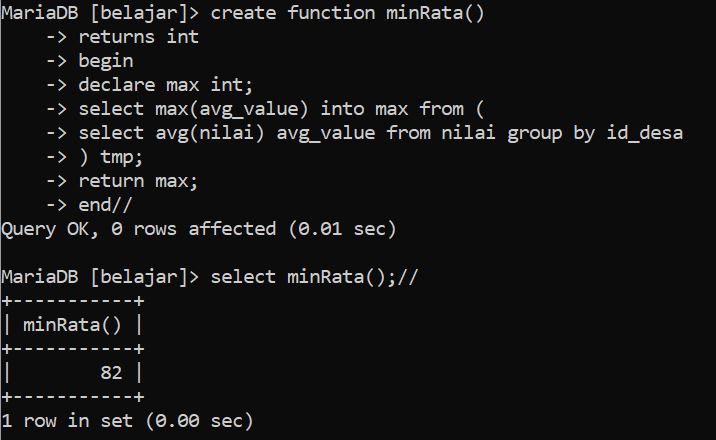 MariaDB [belajar]> create function minRata()
    -> returns int
    -> begin
    -> declare max int;
    -> select max(avg_value) into max from (
    -> select avg(nilai) avg_value from nilai group by id_desa
    -> ) tmp;
    -> return max;
    -> end//
Query OK, 0 rows affected (0.01 sec)

MariaDB [belajar]> select minRata();//
+-----------+
| minRata() |
+-----------+
|        82 |
+-----------+
1 row in set (0.00 sec)